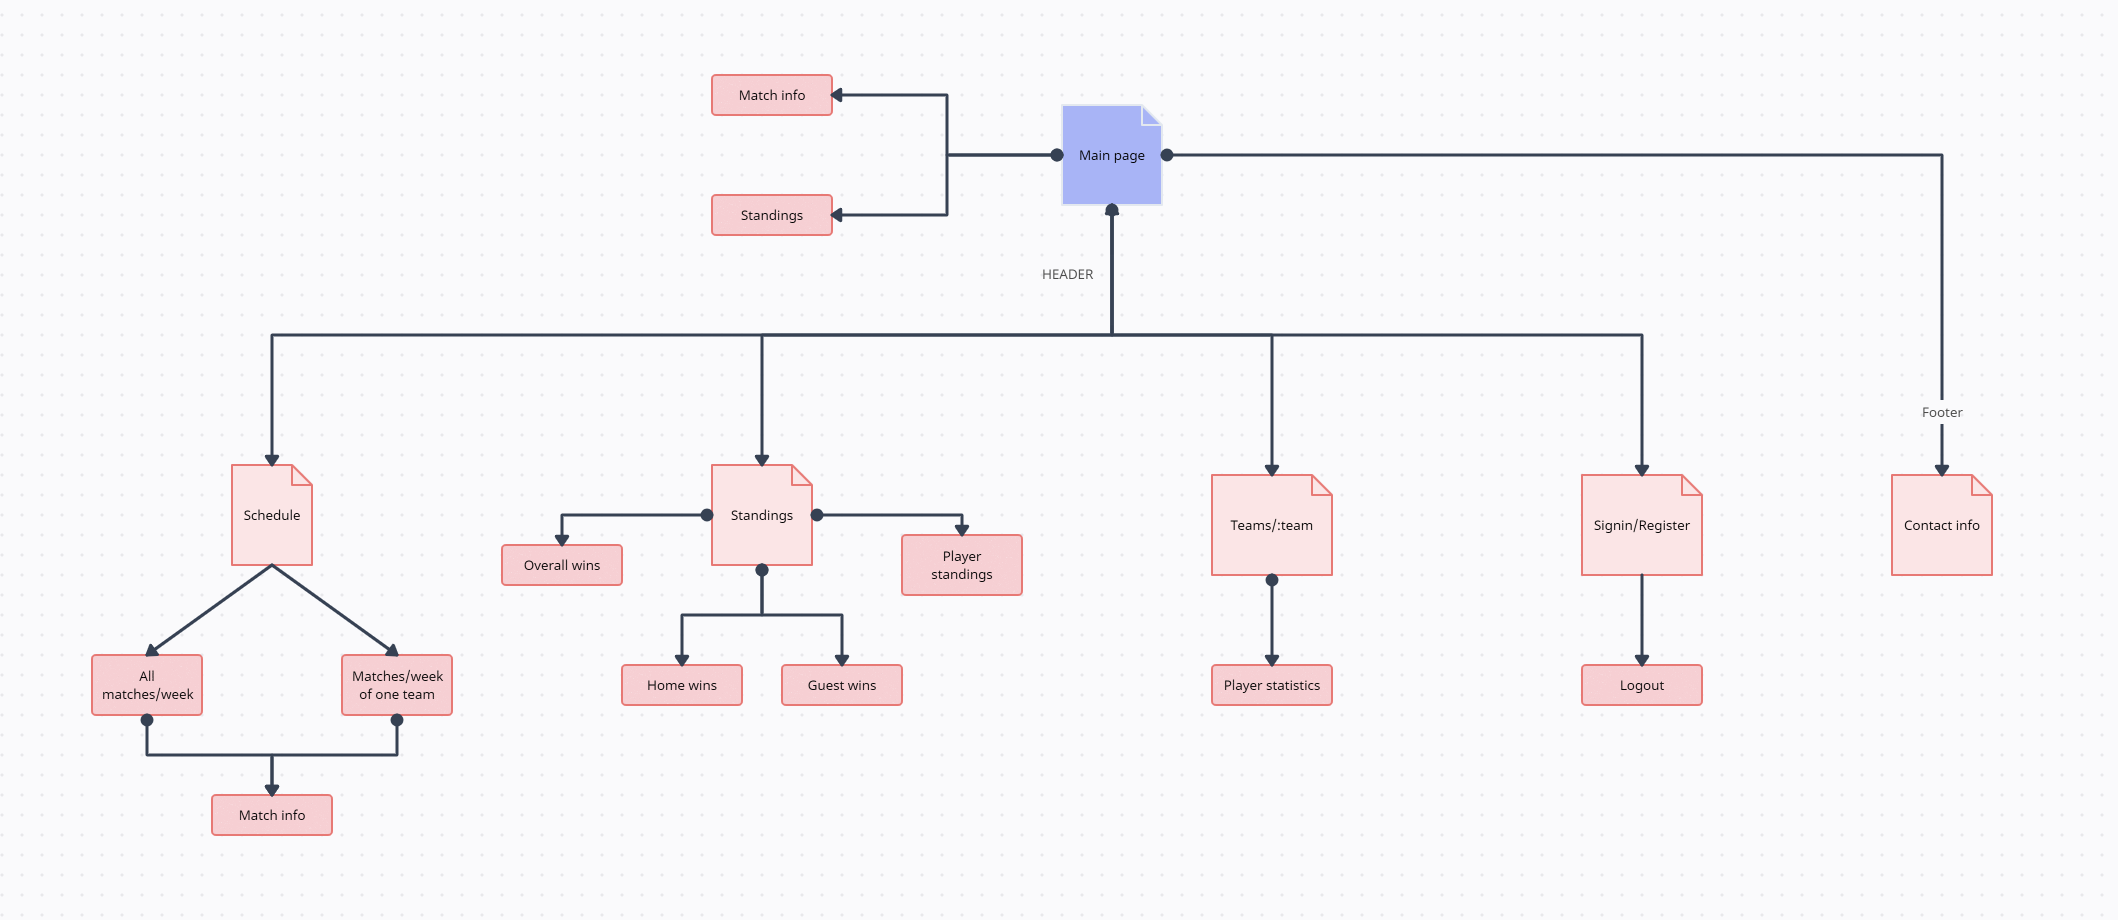 Match info
Main page
Standings
HEADER
Footer
Schedule
Standings
Teams/:team
Signin/Register
Contact info
Overall wins
Player
standings
All
matches/week
Matches/week
of one team
Home wins
Guest wins
Player statistics
Logout
Match info